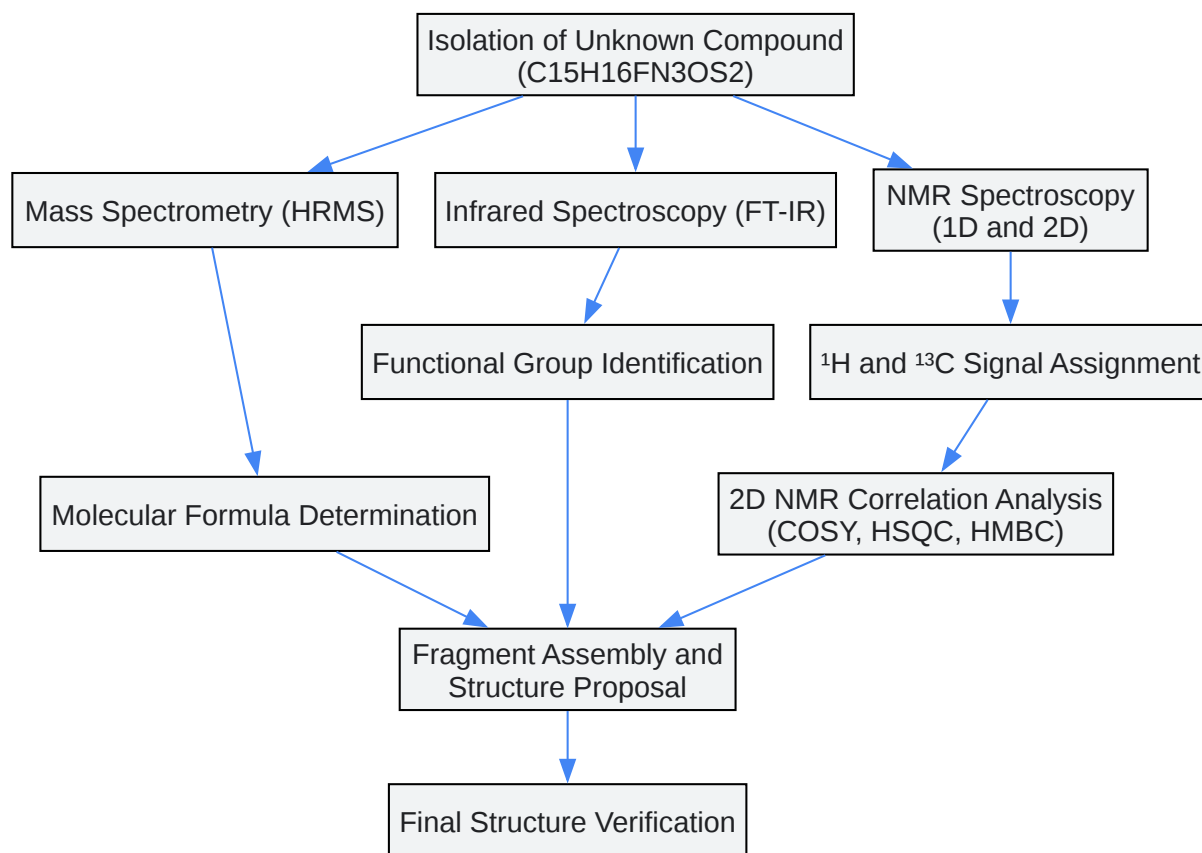 Isolation of Unknown Compound
(C15H16FN3OS2)
Mass Spectrometry (HRMS)
Infrared Spectroscopy (FT-IR)
NMR Spectroscopy
(1D and 2D)
Functional Group Identification
¹H and ¹³C Signal Assignment
Molecular Formula Determination
2D NMR Correlation Analysis
(COSY, HSQC, HMBC)
Fragment Assembly and
Structure Proposal
Final Structure Verification